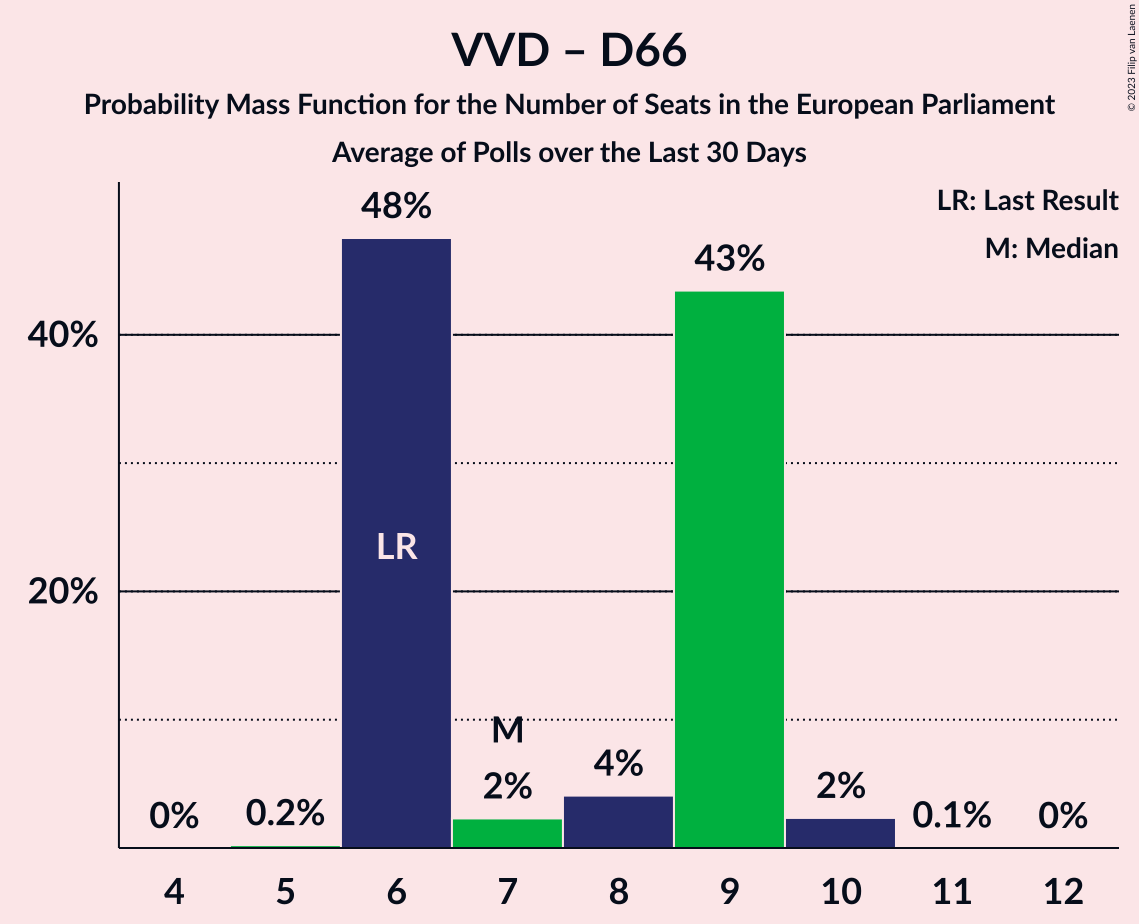 VVD – D66
Probability Mass Function for the Number of Seats in the European Parliament
Average of Polls over the Last 30 Days
© 2023 Filip van Laenen
LR: Last Result
M: Median
48%
43%
40%
LR
20%
M
4%
2%
2%
0%
0.2%
0.1%
0%
4 5 6 7 8 9 10 11 12